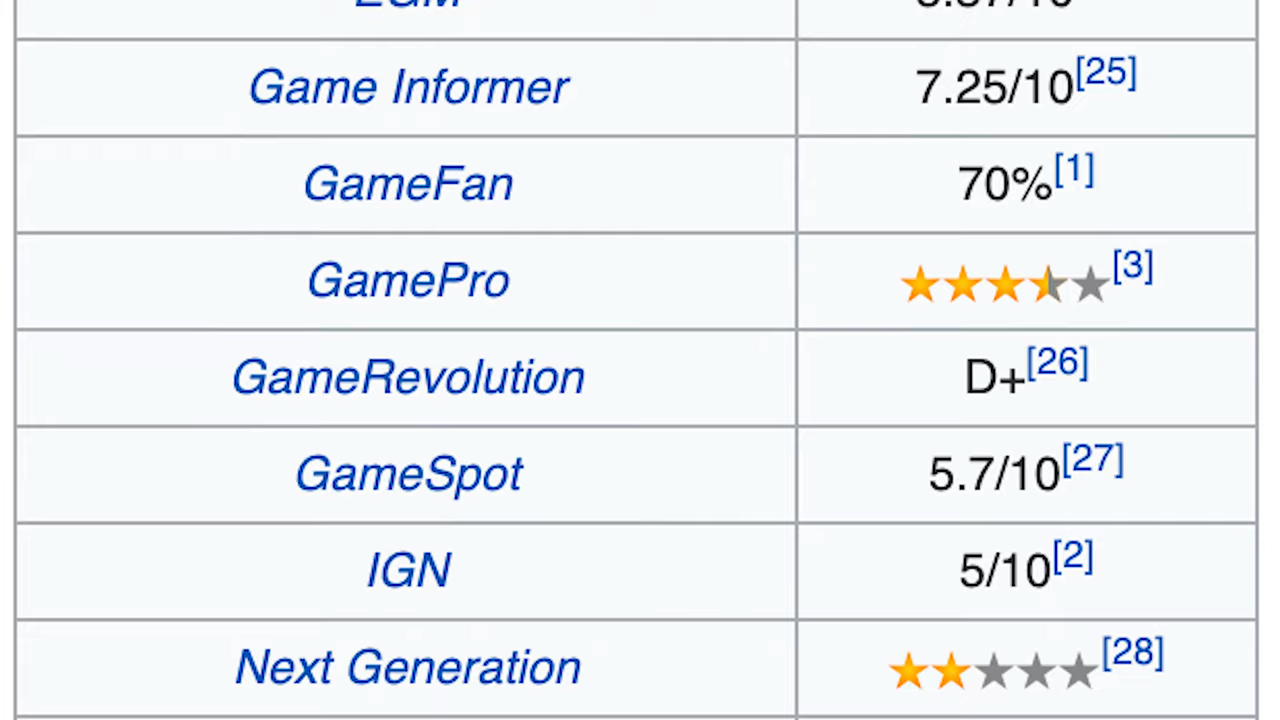 Game Informer 7.25/10[25]
GameFan 70%[1]
GamePro [3]
GameRevolution D+[26]
GameSpot 5.7/10[27]
IGN 5/10[2]
Next Generation [28]